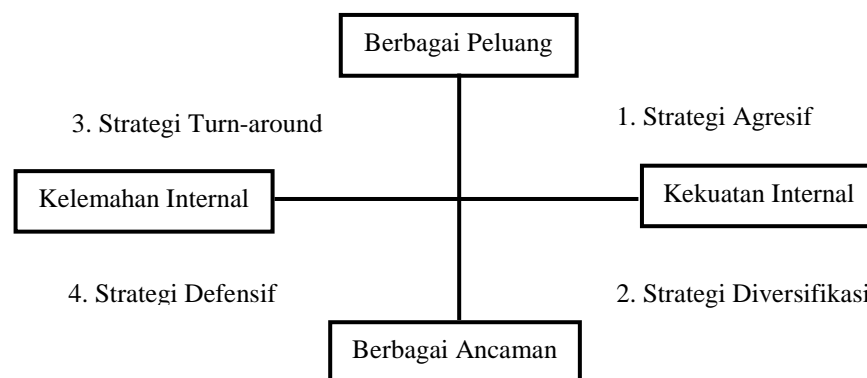 Berbagai Peluang
3. Strategi Turn-around
1. Strategi Agresif
Kelemahan Internal
Kekuatan Internal
4. Strategi Defensif
2. Strategi Diversifikasi
Berbagai Ancaman